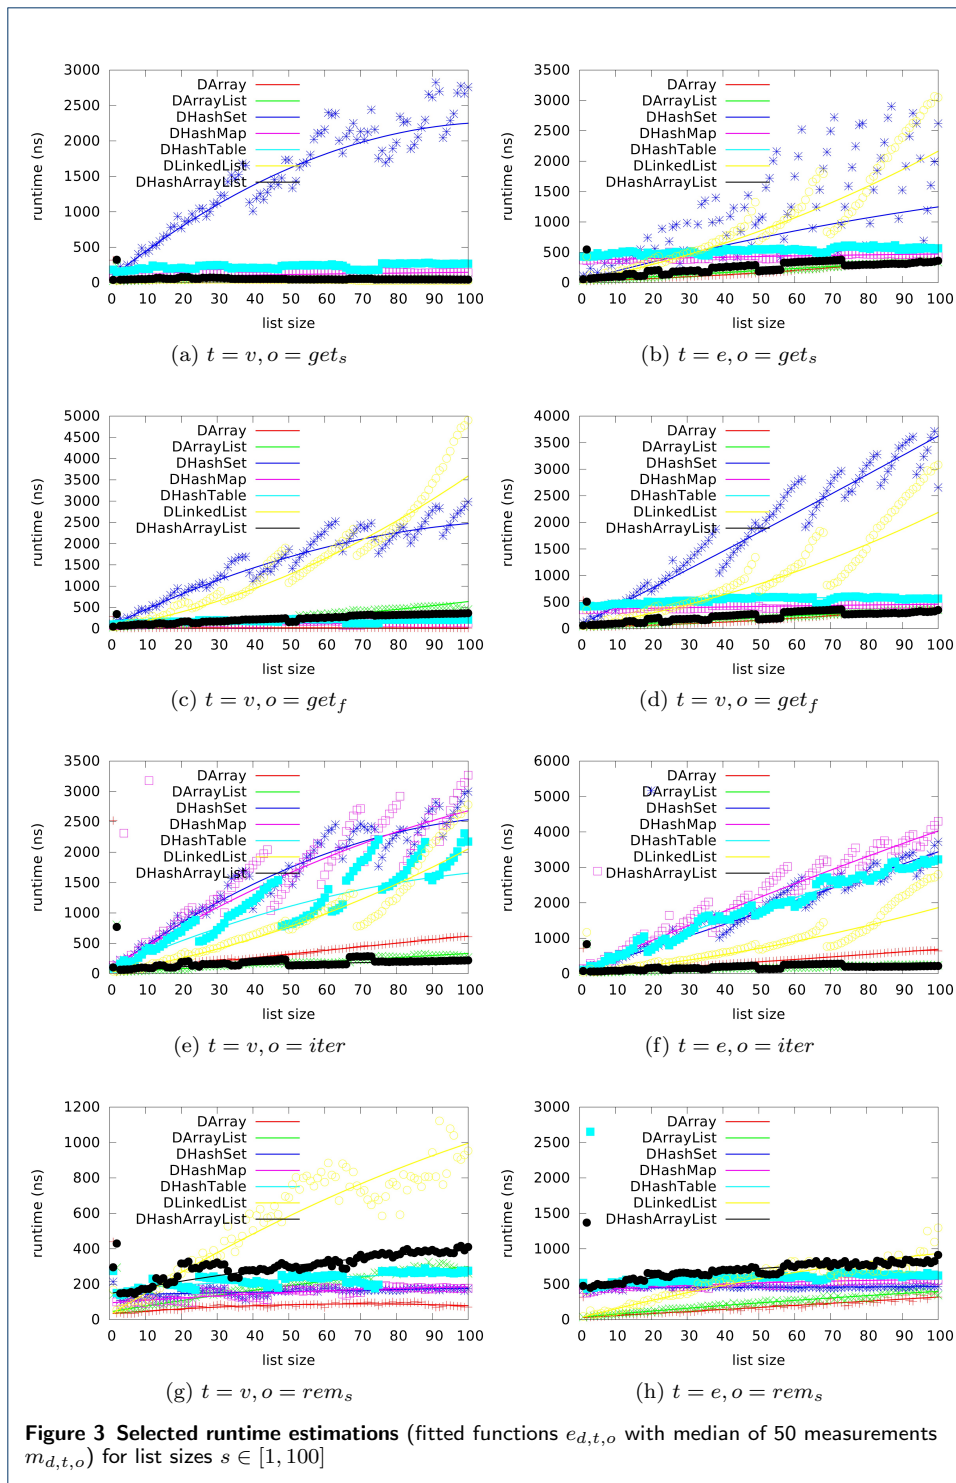 3000
2500
2000
1500
1000
500
0
runtime (ns)
DArray
DArrayList
DHashSet
DHashMap
DHashTable
DLinkedList
DHashArrayList
0 10 20 30 40 50 60 70 80 90 100
list size
(a) t = v, o = get_s
3500
3000
2500
2000
1500
1000
500
0
runtime (ns)
DArray
DArrayList
DHashSet
DHashMap
DHashTable
DLinkedList
DHashArrayList
0 10 20 30 40 50 60 70 80 90 100
list size
(b) t = e, o = get_s
5000
4500
4000
3500
3000
2500
2000
1500
1000
500
0
runtime (ns)
DArray
DArrayList
DHashSet
DHashMap
DHashTable
DLinkedList
DHashArrayList
0 10 20 30 40 50 60 70 80 90 100
list size
(c) t = v, o = get_f
4000
3500
3000
2500
2000
1500
1000
500
0
runtime (ns)
DArray
DArrayList
DHashSet
DHashMap
DHashTable
DLinkedList
DHashArrayList
0 10 20 30 40 50 60 70 80 90 100
list size
(d) t = v, o = get_f
3500
3000
2500
2000
1500
1000
500
0
runtime (ns)
DArray
DArrayList
DHashSet
DHashMap
DHashTable
DLinkedList
DHashArrayList
0 10 20 30 40 50 60 70 80 90 100
list size
(e) t = v, o = iter
6000
5000
4000
3000
2000
1000
0
runtime (ns)
DArray
DArrayList
DHashSet
DHashMap
DHashTable
DLinkedList
DHashArrayList
0 10 20 30 40 50 60 70 80 90 100
list size
(f) t = e, o = iter
1200
1000
800
600
400
200
0
runtime (ns)
DArray
DArrayList
DHashSet
DHashMap
DHashTable
DLinkedList
DHashArrayList
0 10 20 30 40 50 60 70 80 90 100
list size
(g) t = v, o = rem_s
3000
2500
2000
1500
1000
500
0
runtime (ns)
DArray
DArrayList
DHashSet
DHashMap
DHashTable
DLinkedList
DHashArrayList
0 10 20 30 40 50 60 70 80 90 100
list size
(h) t = e, o = rem_s
Figure 3 Selected runtime estimations (fitted functions e_{d,t,o} with median of 50 measurements
m_{d,t,o}) for list sizes s ∈ [1, 100]